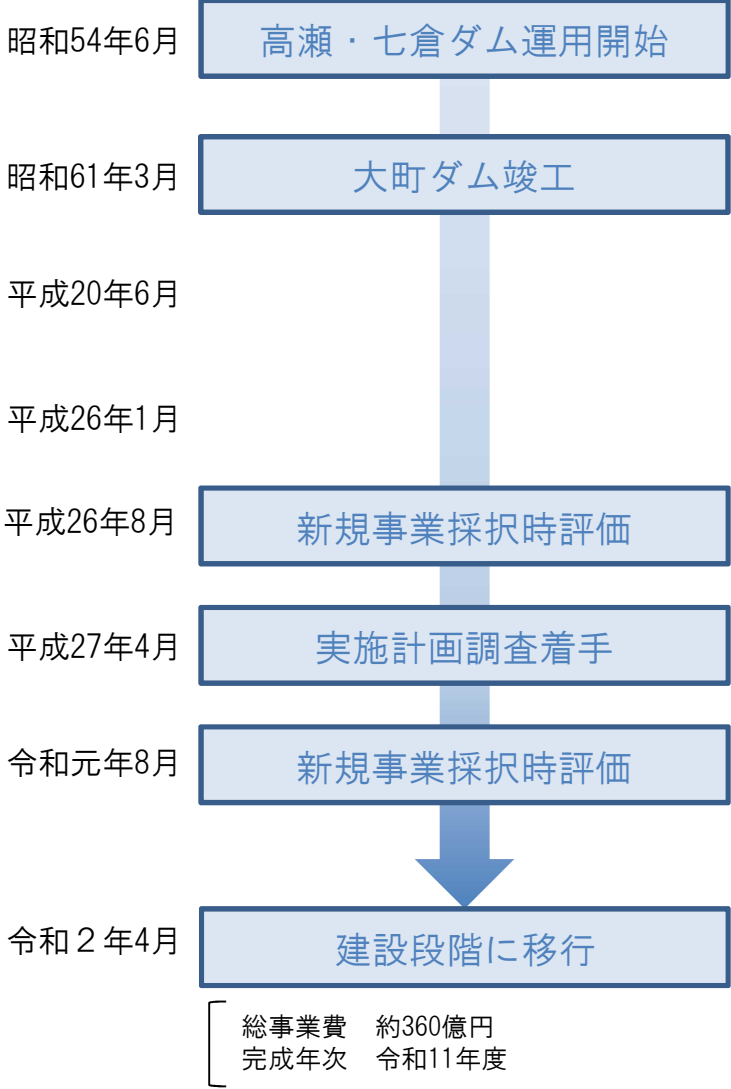 昭和54年6月 高瀬・七倉ダム運用開始
昭和61年3月 大町ダム竣工
平成20年6月
平成26年1月
平成26年8月 新規事業採択時評価
平成27年4月 実施計画調査着手
令和元年8月 新規事業採択時評価
令和２年4月 建設段階に移行
総事業費 約360億円
完成年次 令和11年度